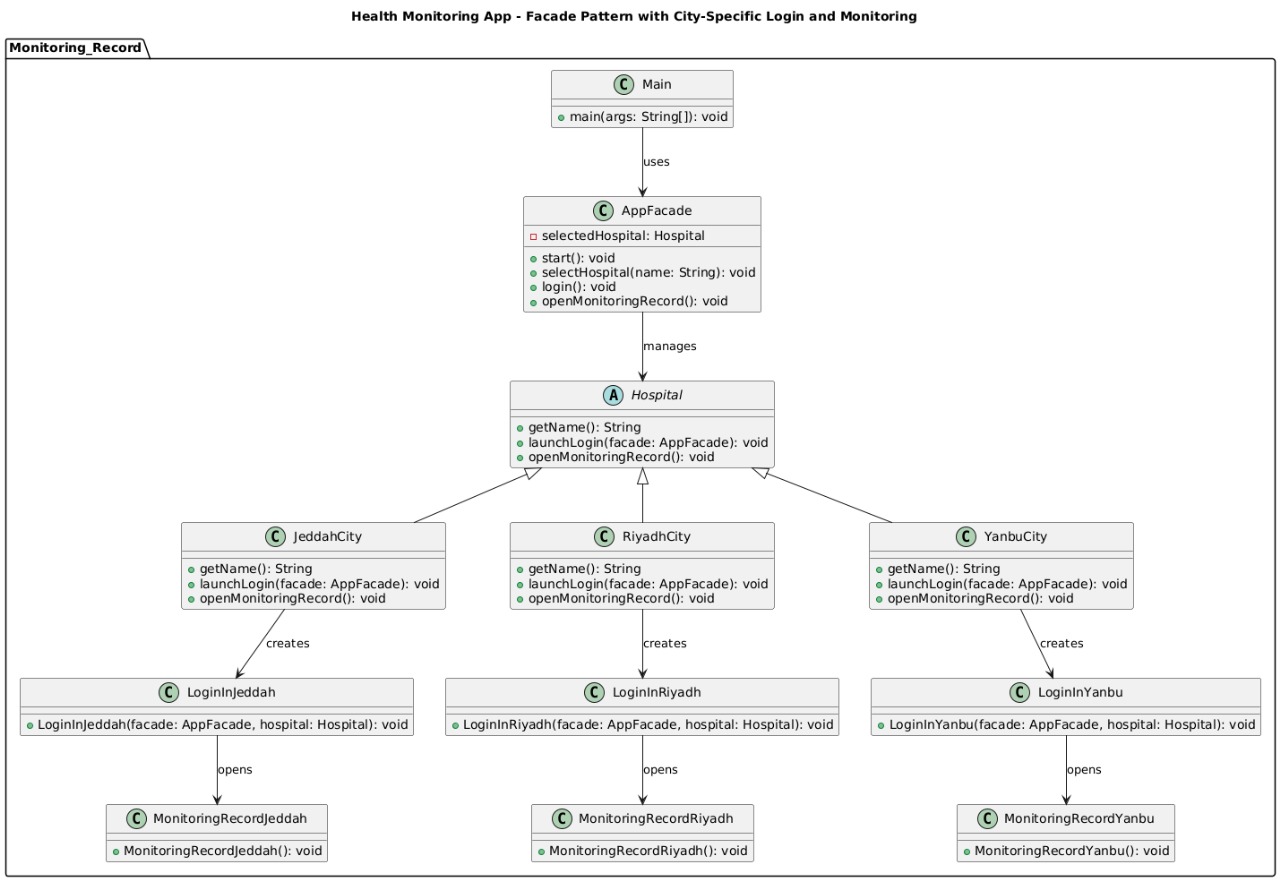 Health Monitoring App - Facade Pattern with City-Specific Login and Monitoring
Monitoring_Record
C Main
main(args: String[]): void
uses
C AppFacade
selectedHospital: Hospital
start(): void
selectHospital(name: String): void
login(): void
openMonitoringRecord(): void
manages
A Hospital
getName(): String
launchLogin(facade: AppFacade): void
openMonitoringRecord(): void
C JeddahCity
getName(): String
launchLogin(facade: AppFacade): void
openMonitoringRecord(): void
C RiyadhCity
getName(): String
launchLogin(facade: AppFacade): void
openMonitoringRecord(): void
C YanbuCity
getName(): String
launchLogin(facade: AppFacade): void
openMonitoringRecord(): void
creates
creates
creates
C LoginInJeddah
LoginInJeddah(facade: AppFacade, hospital: Hospital): void
C LoginInRiyadh
LoginInRiyadh(facade: AppFacade, hospital: Hospital): void
C LoginInYanbu
LoginInYanbu(facade: AppFacade, hospital: Hospital): void
opens
opens
opens
C MonitoringRecordJeddah
MonitoringRecordJeddah(): void
C MonitoringRecordRiyadh
MonitoringRecordRiyadh(): void
C MonitoringRecordYanbu
MonitoringRecordYanbu(): void